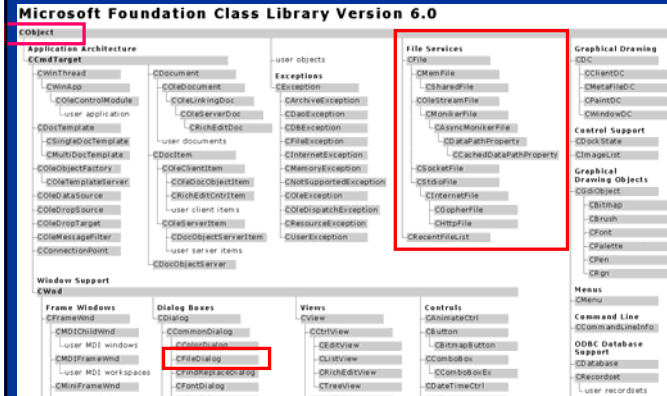 Microsoft Foundation Class Library Version 6.0
CObject
Application Architecture
CCmdTarget
CWinThread
CWinApp
COleControlModule
user application
CDocTemplate
CSingleDocTemplate
CMultiDocTemplate
COleObjectFactory
COleTemplateServer
COleDataSource
COleDropSource
COleDropTarget
COleMessageFilter
CConnectionPoint
CDocument
COleDocument
COleLinkingDoc
COleServerDoc
CRichEditDoc
user documents
CDocItem
COleClientItem
COleDocObjectItem
CRichEditCntrItem
user client items
COleServerItem
CDocObjectServerItem
user server items
CDocObjectServer
user objects
Exceptions
CException
CArchiveException
CDaoException
CDBException
CFileException
CInternetException
CMemoryException
CNotSupportedException
COleException
COleDispatchException
CResourceException
CUserException
File Services
CFile
CMemFile
CSharedFile
COleStreamFile
CMonikerFile
CAsyncMonikerFile
CDataPathProperty
CCachedDataPathProperty
CSocketFile
CStdioFile
CInternetFile
CGopherFile
CHttpFile
CRecentFileList
Graphical Drawing
CDC
CClientDC
CMetaFileDC
CPaintDC
CWindowDC
Control Support
CDockState
CImageList
Graphical
Drawing Objects
CGdiObject
CBitmap
CBrush
CFont
CPalette
CPen
CRgn
Menus
CMenu
Command Line
CCommandLineInfo
ODBC Database
Support
CDatabase
CRecordset
user recordsets
Window Support
CWnd
Frame Windows
CFrameWnd
CMDIChildWnd
user MDI windows
CMDIFrameWnd
user MDI workspaces
CMiniFrameWnd
Dialog Boxes
CDialog
CCommonDialog
CColorDialog
CFileDialog
CFindReplaceDialog
CFontDialog
Views
CView
CCtrlView
CEditView
CListView
CRichEditView
CTreeView
Controls
CAnimateCtrl
CButton
CBitmapButton
CComboBox
CComboBoxEx
CDateTimeCtrl